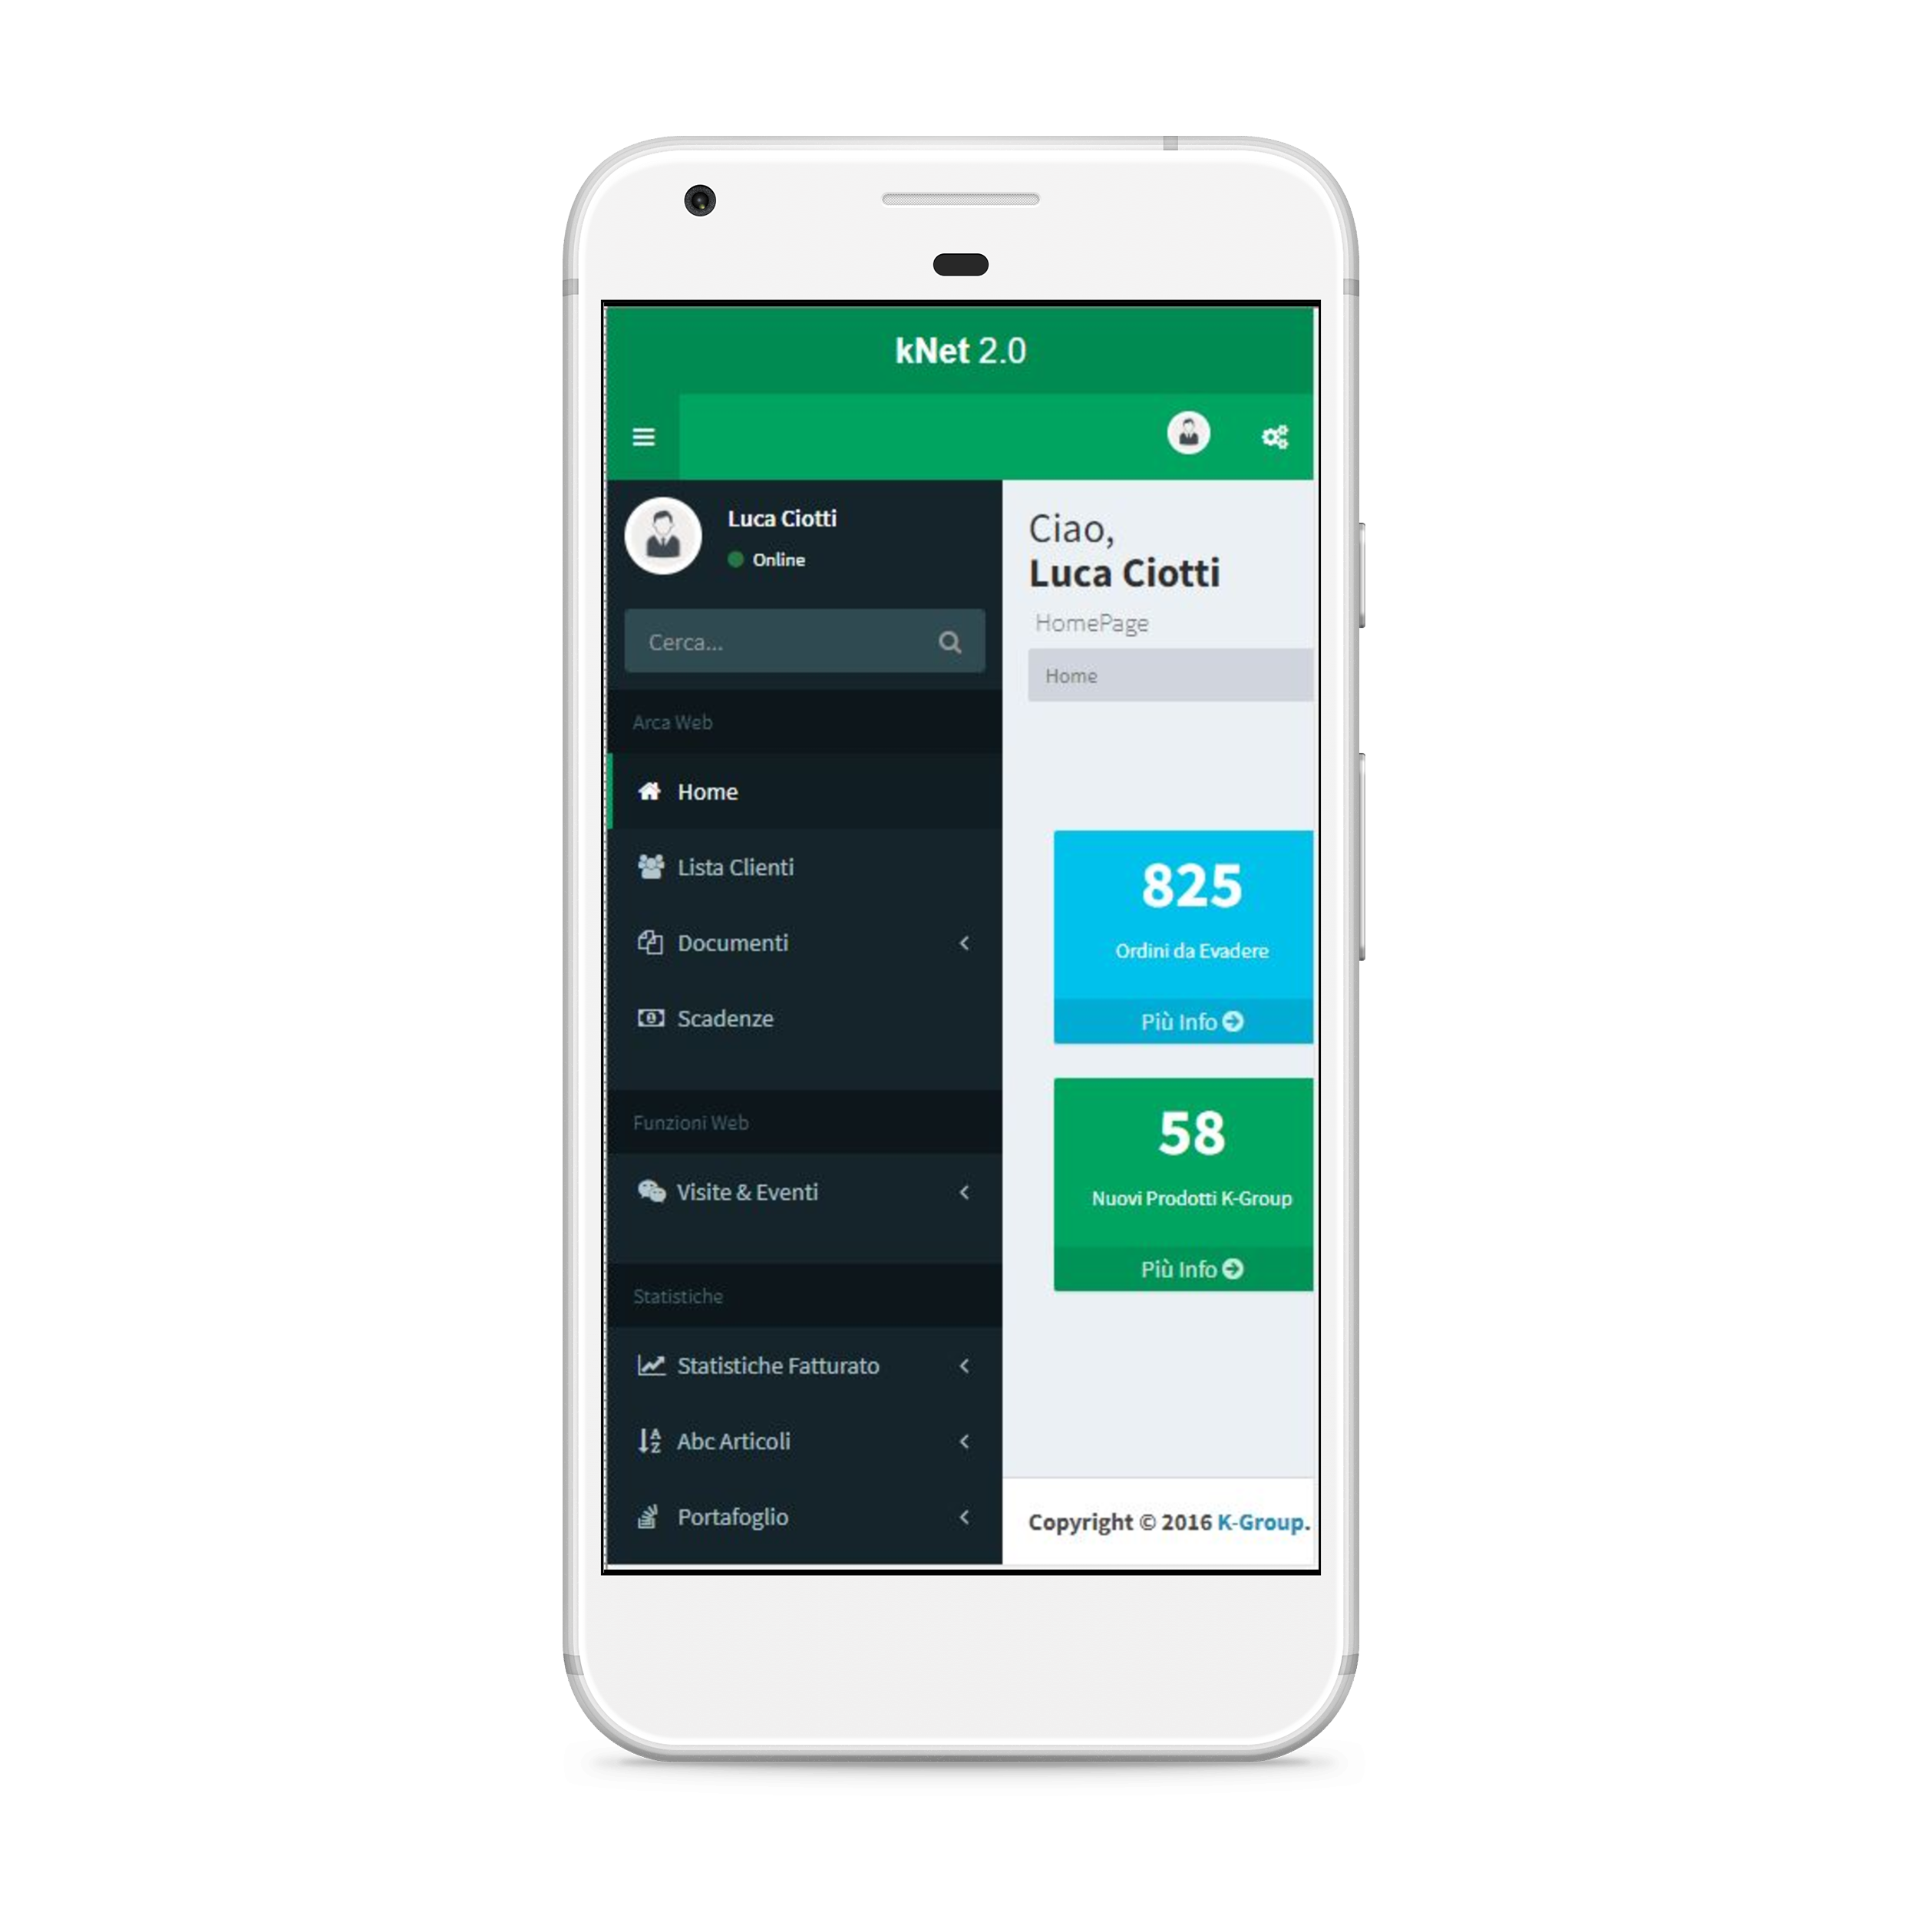 kNet 2.0
Luca Ciotti
Online
Cerca...
Arca Web
Home
Lista Clienti
Documenti
Scadenze
Funzioni Web
Visite & Eventi
Statistiche
Statistiche Fatturato
Abc Articoli
Portafoglio
Ciao,
Luca Ciotti
HomePage
Home
825
Ordini da Evadere
Più Info
58
Nuovi Prodotti K-Group
Più Info
Copyright © 2016 K-Group.